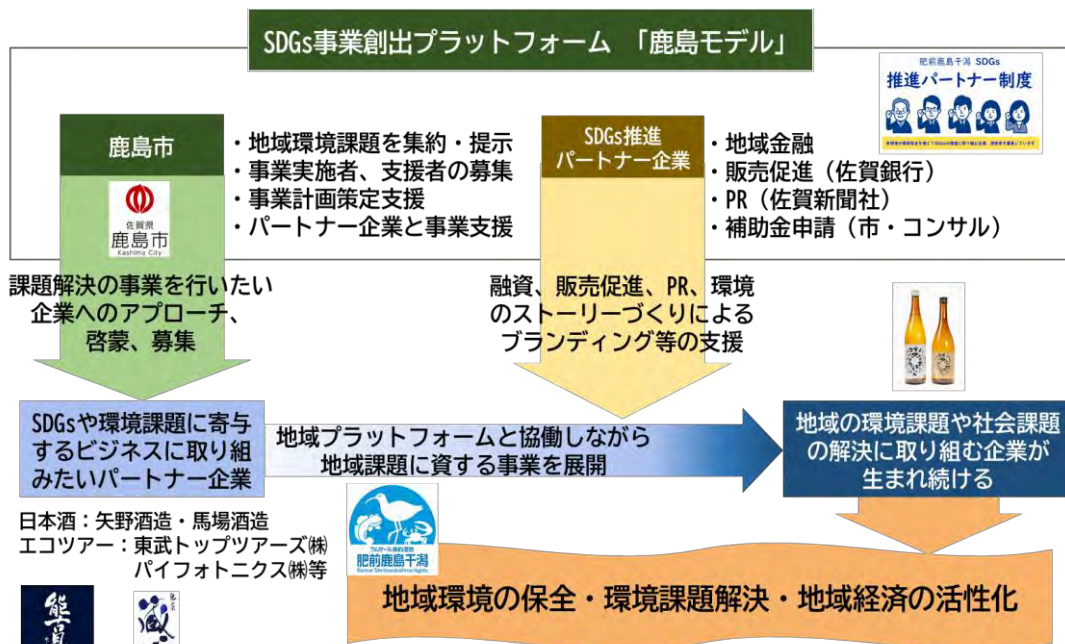 SDGs事業創出プラットフォーム 「鹿島モデル」
肥前鹿島干潟 SDGs
推進パートナー制度
鹿島市
佐賀県
鹿島市
Kashima City
・地域環境課題を集約・提示
・事業実施者、支援者の募集
・事業計画策定支援
・パートナー企業と事業支援
SDGs推進
パートナー企業
・地域金融
・販売促進（佐賀銀行）
・PR（佐賀新聞社）
・補助金申請（市・コンサル）
課題解決の事業を行いたい
企業へのアプローチ、
啓蒙、募集
融資、販売促進、PR、環境
のストーリーづくりによる
ブランディング等の支援
SDGsや環境課題に寄与
するビジネスに取り組
みたいパートナー企業
地域プラットフォームと協働しながら
地域課題に資する事業を展開
地域の環境課題や社会課題
の解決に取り組む企業が
生まれ続ける
日本酒：矢野酒造・馬場酒造
エコツアー：東武トップツアーズ㈱
パイフォトニクス㈱等
ラムサール条約湿地
肥前鹿島干潟
地域環境の保全・環境課題解決・地域経済の活性化